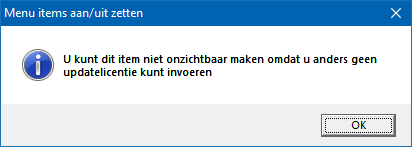 Menu items aan/uit zetten
U kunt dit item niet onzichtbaar maken omdat u anders geen
updatelicentie kunt invoeren
OK